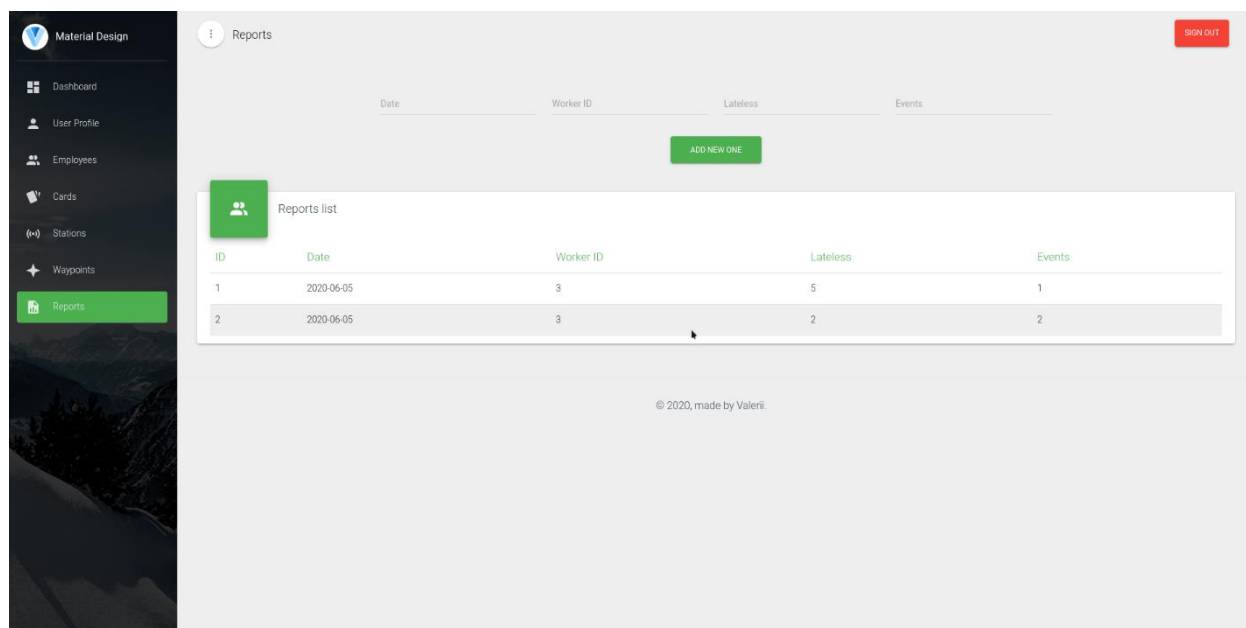 Material Design
Dashboard
User Profile
Employees
Cards
Stations
Waypoints
Reports
Reports
SIGN OUT
Date Worker ID Lateless Events
ADD NEW ONE
Reports list
ID Date Worker ID Lateless Events
1 2020-06-05 3 5 1
2 2020-06-05 3 2 2
© 2020, made by Valerii.